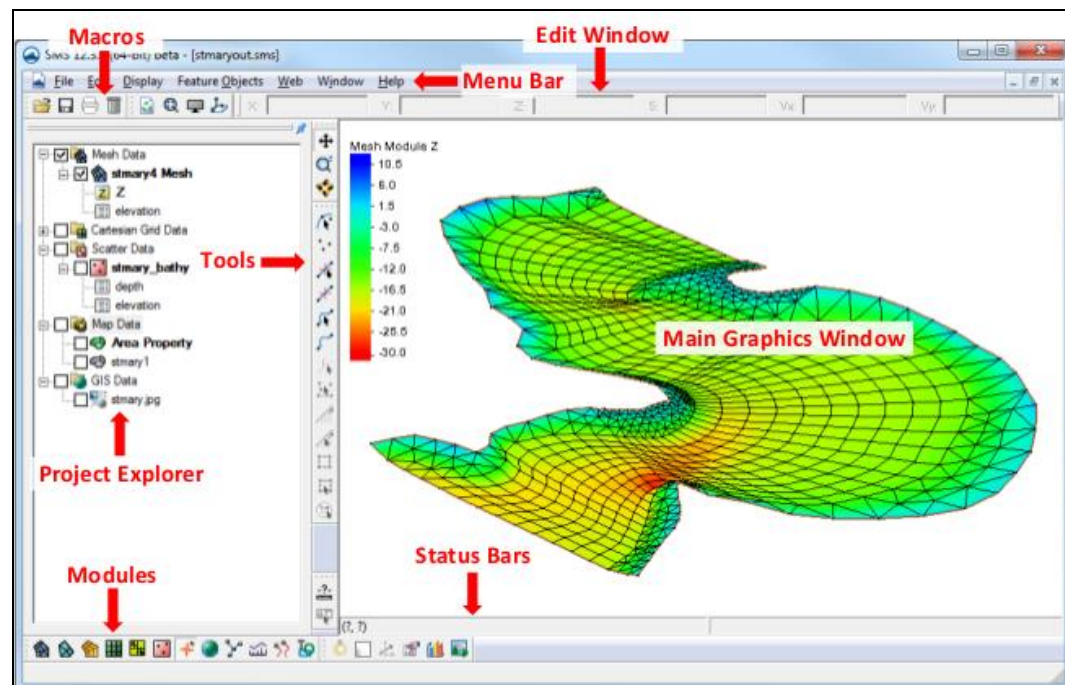 Macros
Edit Window
(64-bit) beta - [stmaryout.sms]
File Display Feature Objects Web Window Help
Menu Bar
X: Y: Z: S: Vx: Vy:
Mesh Data
stmary4 Mesh
Z
elevation
Cartesian Grid Data
Scatter Data
stmary_bathy
depth
elevation
Map Data
Area Property
stmary1
GIS Data
stmary.jpg
Tools
Project Explorer
Modules
Mesh Module Z
10.5
6.0
1.5
-3.0
-7.5
-12.0
-16.5
-21.0
-25.5
-30.0
Main Graphics Window
Status Bars
(?, ?)